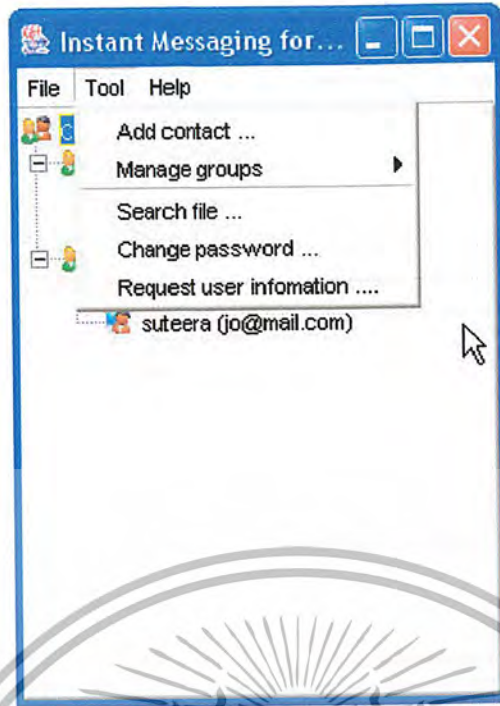 Instant Messaging for...
File Tool Help
Add contact ...
Manage groups
Search file ...
Change password ...
Request user infomation ....
suteera (jo@mail.com)